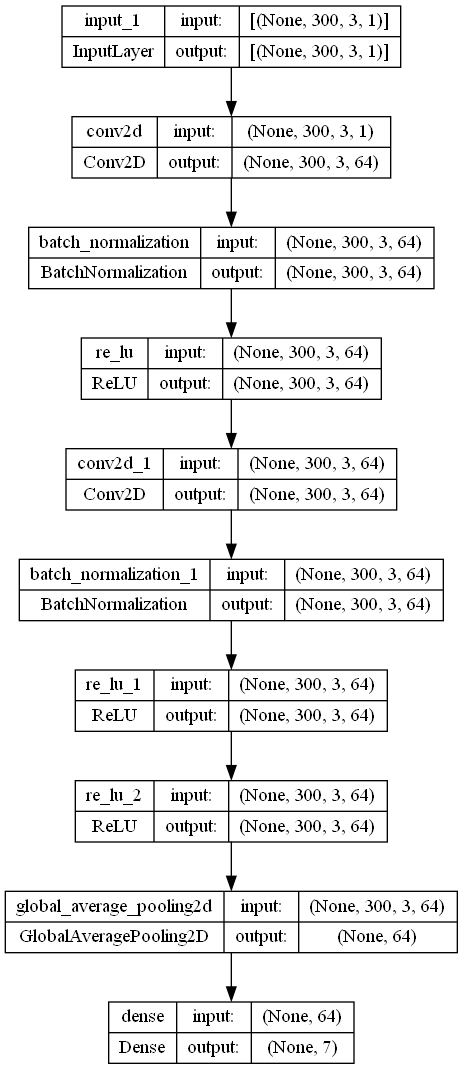 input_1 input: [(None, 300, 3, 1)]
InputLayer output: [(None, 300, 3, 1)]
conv2d input: (None, 300, 3, 1)
Conv2D output: (None, 300, 3, 64)
batch_normalization input: (None, 300, 3, 64)
BatchNormalization output: (None, 300, 3, 64)
re_lu input: (None, 300, 3, 64)
ReLU output: (None, 300, 3, 64)
conv2d_1 input: (None, 300, 3, 64)
Conv2D output: (None, 300, 3, 64)
batch_normalization_1 input: (None, 300, 3, 64)
BatchNormalization output: (None, 300, 3, 64)
re_lu_1 input: (None, 300, 3, 64)
ReLU output: (None, 300, 3, 64)
re_lu_2 input: (None, 300, 3, 64)
ReLU output: (None, 300, 3, 64)
global_average_pooling2d input: (None, 300, 3, 64)
GlobalAveragePooling2D output: (None, 64)
dense input: (None, 64)
Dense output: (None, 7)